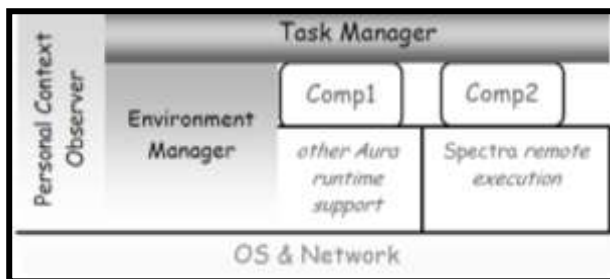 Task Manager
Personal Context
Observer
Environment
Manager
Comp1
Comp2
other Aura
runtime
support
Spectra remote
execution
OS & Network